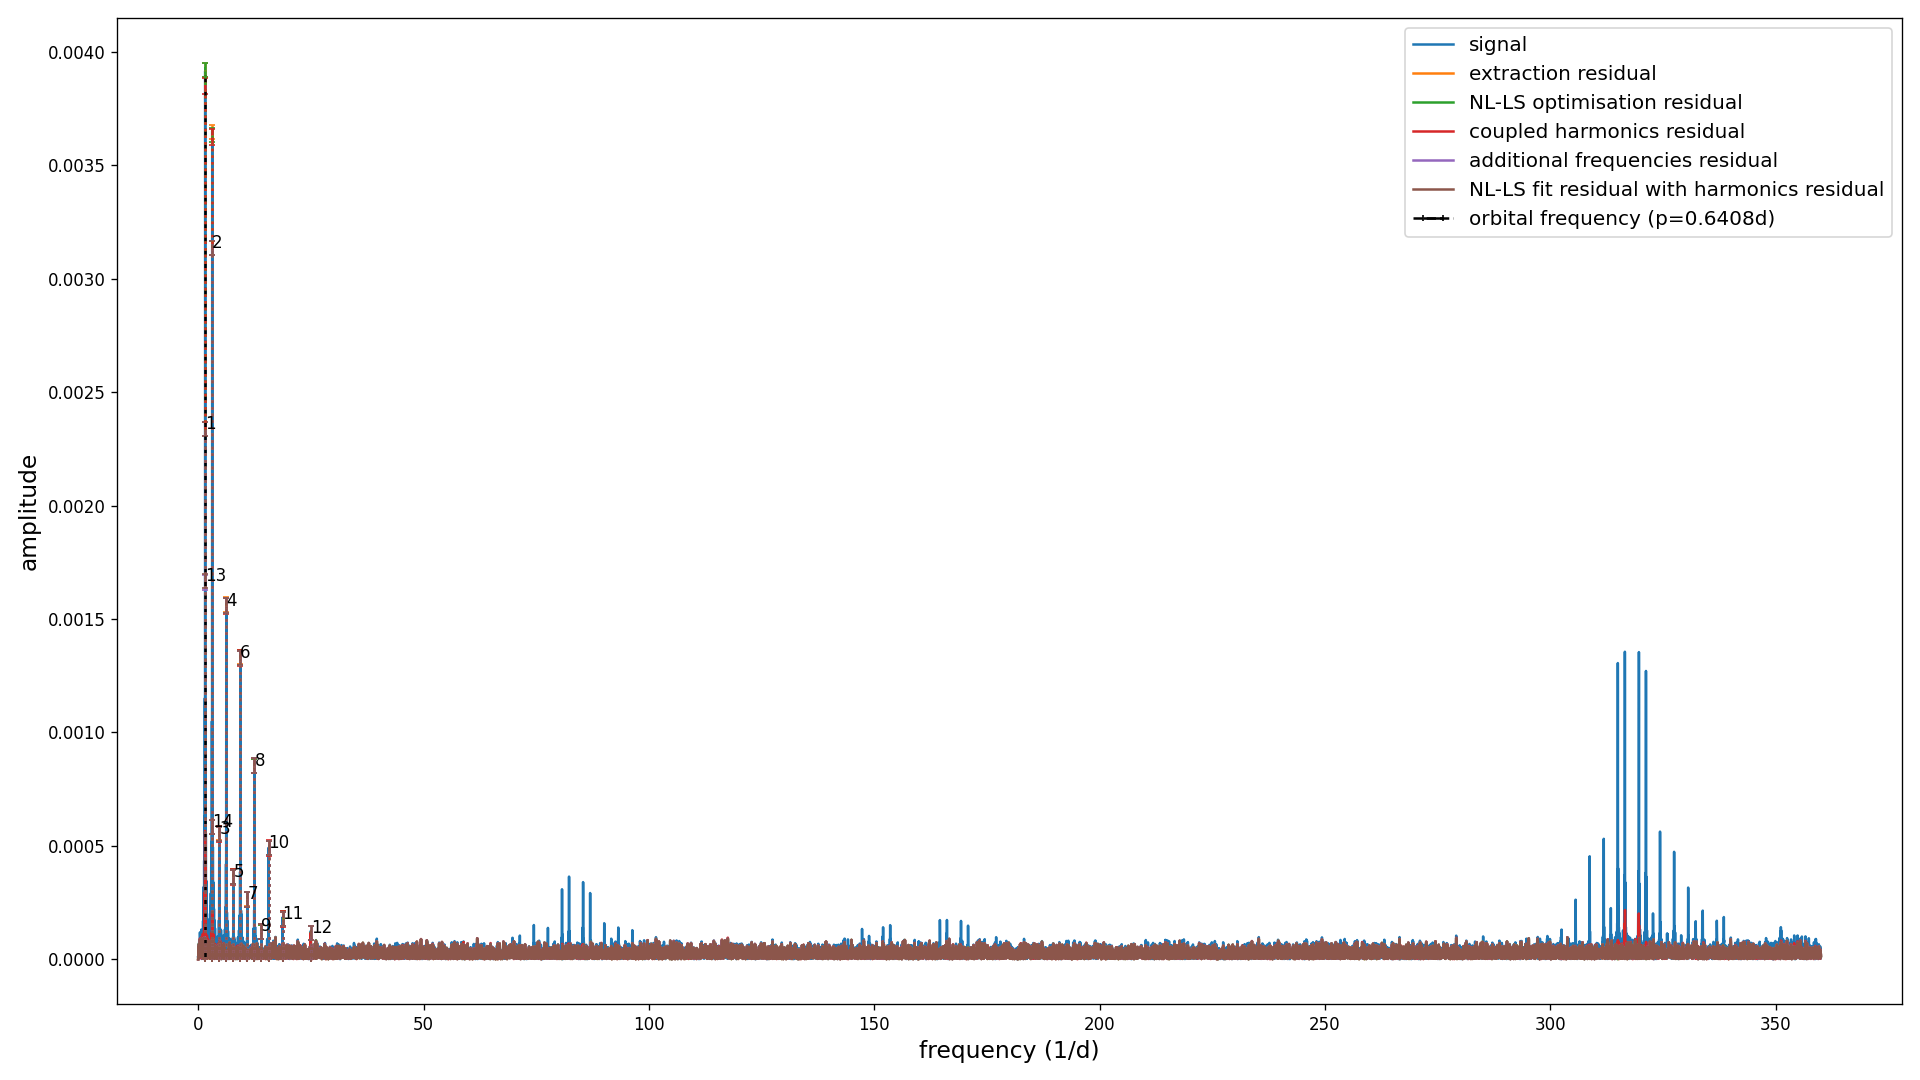 signal
extraction residual
NL-LS optimisation residual
coupled harmonics residual
additional frequencies residual
NL-LS fit residual with harmonics residual
orbital frequency (p=0.6408d)
amplitude
0.0040
0.0035
0.0030
0.0025
0.0020
0.0015
0.0010
0.0005
0.0000
2
1
13
4
6
8
14
3
10
5
7
11
9
12
0 50 100 150 200 250 300 350
frequency (1/d)